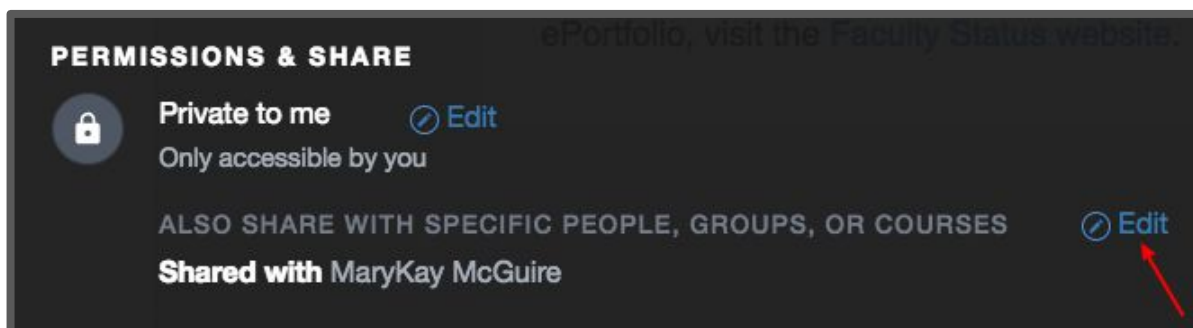 ePortfolio, visit the Faculty Status website.
PERMISSIONS & SHARE
Private to me Edit
Only accessible by you
ALSO SHARE WITH SPECIFIC PEOPLE, GROUPS, OR COURSES Edit
Shared with MaryKay McGuire